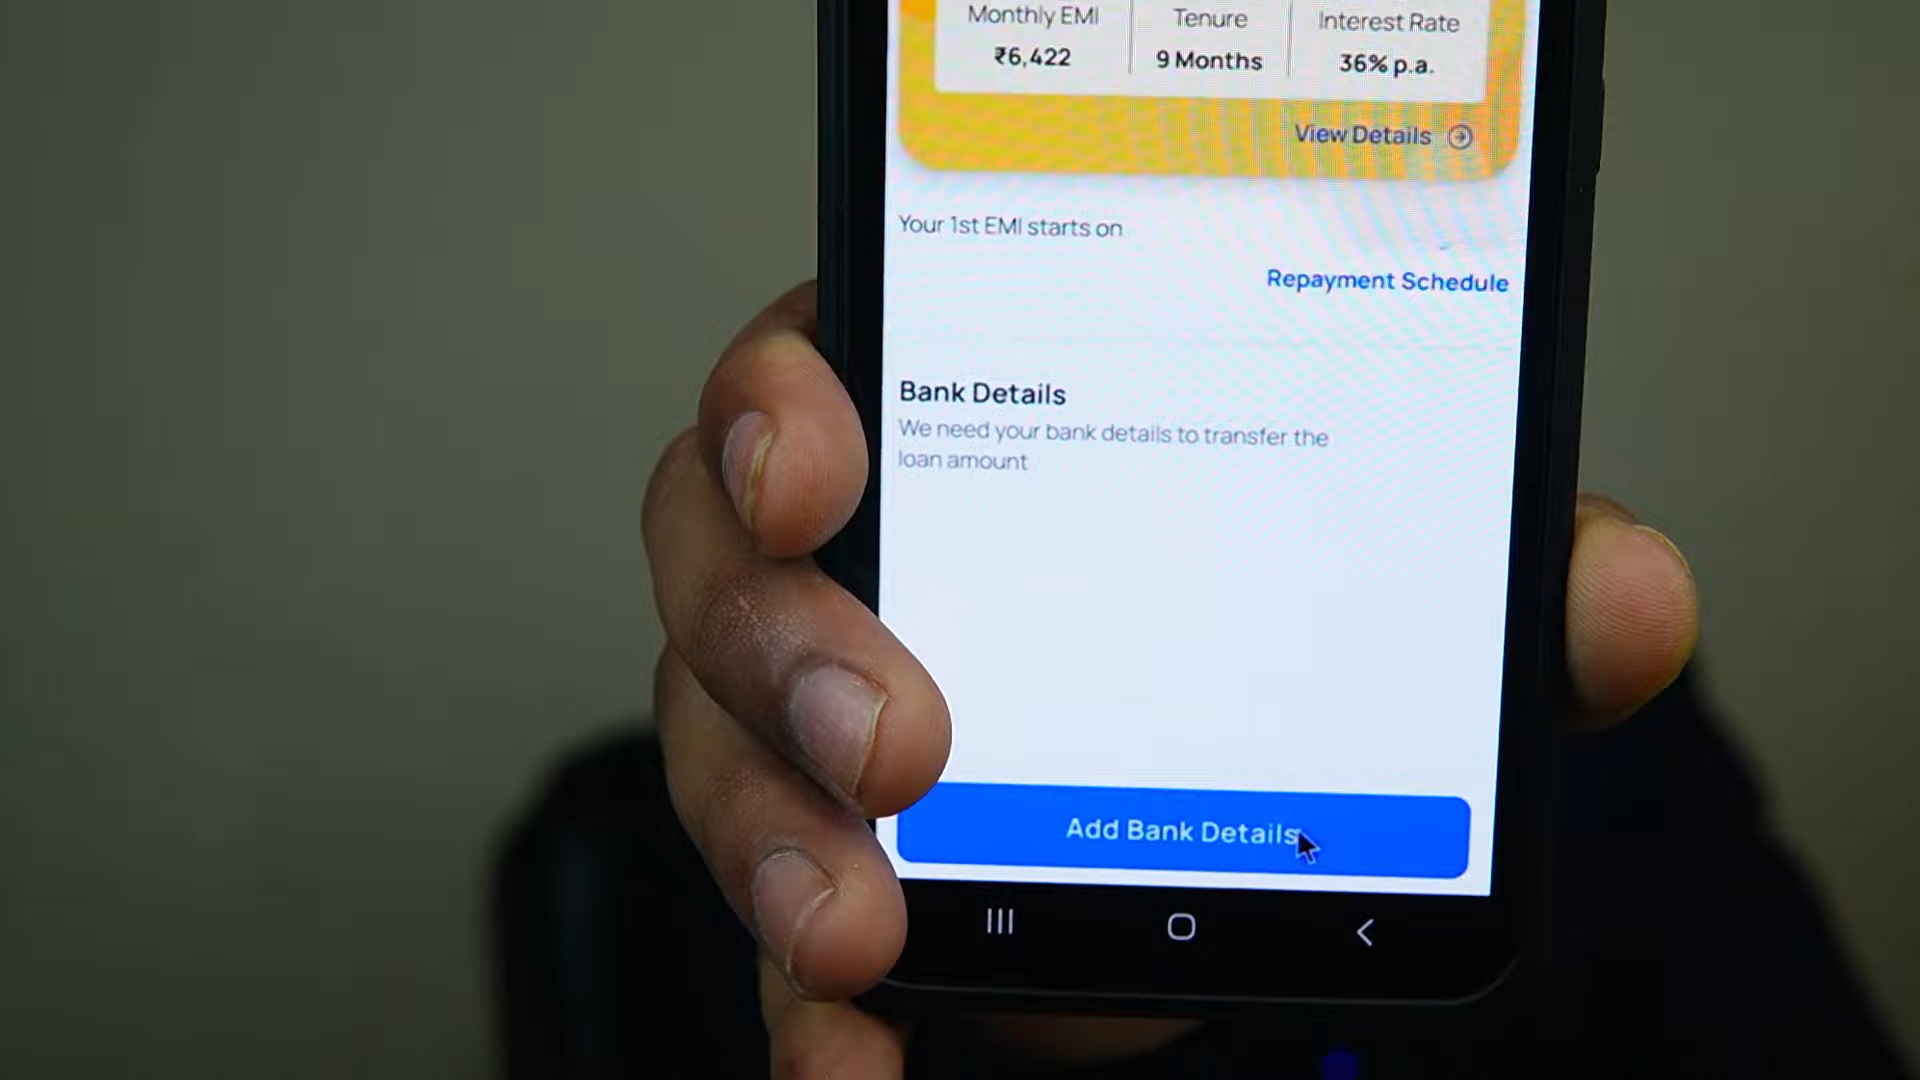 Monthly EMI Tenure Interest Rate
₹6,422 9 Months 36% p.a.
View Details
Your 1st EMI starts on
Repayment Schedule
Bank Details
We need your bank details to transfer the
loan amount
Add Bank Details